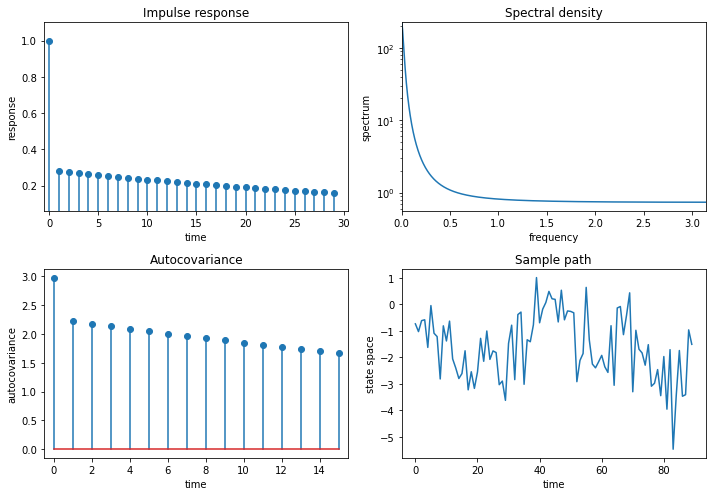 Impulse response
1.0
0.8
0.6
0.4
0.2
response
0 5 10 15 20 25 30
time
Spectral density
10²
10¹
10⁰
spectrum
0.0 0.5 1.0 1.5 2.0 2.5 3.0
frequency
Autocovariance
3.0
2.5
2.0
1.5
1.0
0.5
0.0
autocovariance
0 2 4 6 8 10 12 14
time
Sample path
1
0
−1
−2
−3
−4
−5
state space
0 20 40 60 80
time